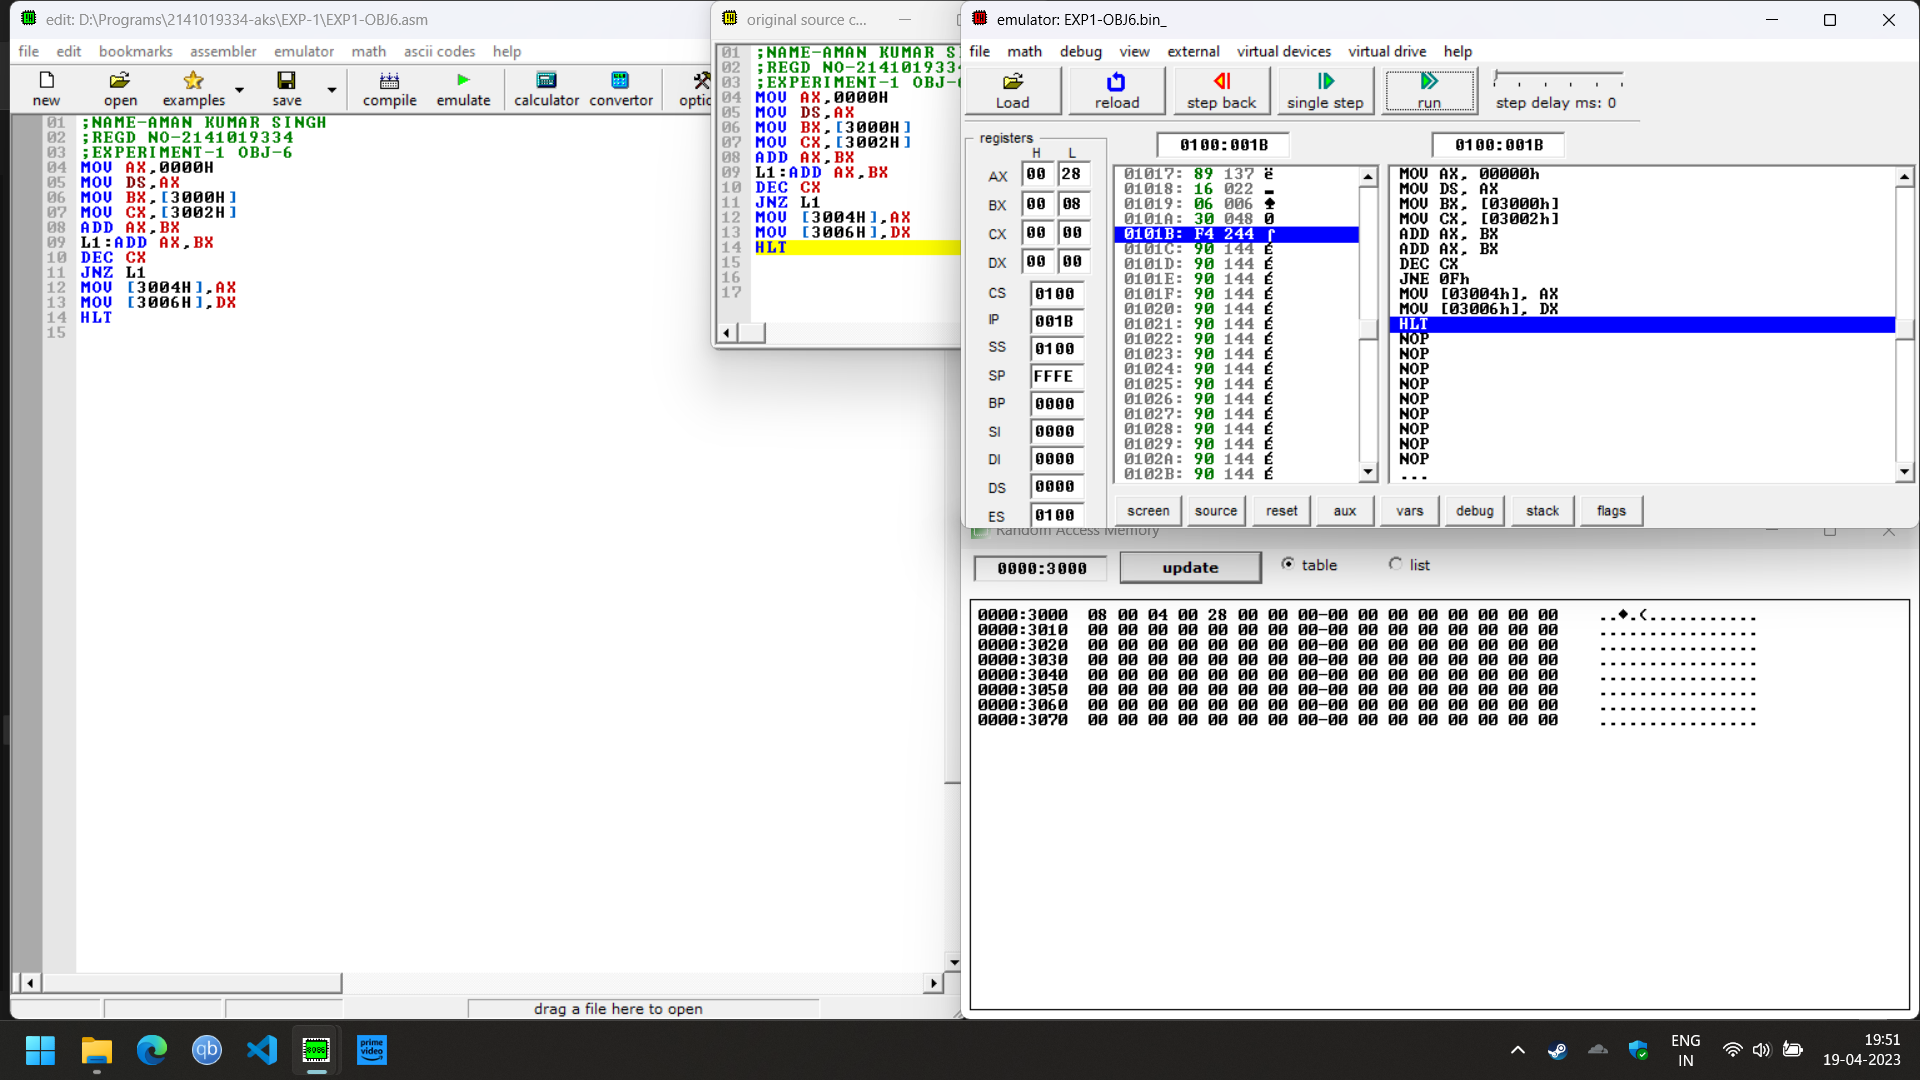 edit: D:\Programs\2141019334-aks\EXP-1\EXP1-OBJ6.asm
file edit bookmarks assembler emulator math ascii codes help
new open examples save compile emulate calculator convertor optio
01 ;NAME-AMAN KUMAR SINGH
02 ;REGD NO-2141019334
03 ;EXPERIMENT-1 OBJ-6
04 MOV AX,0000H
05 MOV DS,AX
06 MOV BX,[3000H]
07 MOV CX,[3002H]
08 ADD AX,BX
09 L1:ADD AX,BX
10 DEC CX
11 JNZ L1
12 MOV [3004H],AX
13 MOV [3006H],DX
14 HLT
15
drag a file here to open
original source c...
01 ;NAME-AMAN KUMAR S
02 ;REGD NO-214101933
03 ;EXPERIMENT-1 OBJ-
04 MOV AX,0000H
05 MOV DS,AX
06 MOV BX,[3000H]
07 MOV CX,[3002H]
08 ADD AX,BX
09 L1:ADD AX,BX
10 DEC CX
11 JNZ L1
12 MOV [3004H],AX
13 MOV [3006H],DX
14 HLT
15
16
17
emulator: EXP1-OBJ6.bin_
file math debug view external virtual devices virtual drive help
Load reload step back single step run step delay ms: 0
registers
H L
AX 00 28
BX 00 08
CX 00 00
DX 00 00
CS 0100
IP 001B
SS 0100
SP FFFE
BP 0000
SI 0000
DI 0000
DS 0000
ES 0100
0100:001B
01017: 89 137 ë
01018: 16 022 ▬
01019: 06 006 ♠
0101A: 30 048 0
0101B: F4 244 ⌠
0101C: 90 144 É
0101D: 90 144 É
0101E: 90 144 É
0101F: 90 144 É
01020: 90 144 É
01021: 90 144 É
01022: 90 144 É
01023: 90 144 É
01024: 90 144 É
01025: 90 144 É
01026: 90 144 É
01027: 90 144 É
01028: 90 144 É
01029: 90 144 É
0102A: 90 144 É
0102B: 90 144 É
0100:001B
MOV AX, 00000h
MOV DS, AX
MOV BX, [03000h]
MOV CX, [03002h]
ADD AX, BX
ADD AX, BX
DEC CX
JNE 0Fh
MOV [03004h], AX
MOV [03006h], DX
HLT
NOP
NOP
NOP
NOP
NOP
NOP
NOP
NOP
NOP
...
screen source reset aux vars debug stack flags
Random Access Memory
0000:3000 update table list
0000:3000 08 00 04 00 28 00 00 00-00 00 00 00 00 00 00 00 ..♦.(...........
0000:3010 00 00 00 00 00 00 00 00-00 00 00 00 00 00 00 00 ................
0000:3020 00 00 00 00 00 00 00 00-00 00 00 00 00 00 00 00 ................
0000:3030 00 00 00 00 00 00 00 00-00 00 00 00 00 00 00 00 ................
0000:3040 00 00 00 00 00 00 00 00-00 00 00 00 00 00 00 00 ................
0000:3050 00 00 00 00 00 00 00 00-00 00 00 00 00 00 00 00 ................
0000:3060 00 00 00 00 00 00 00 00-00 00 00 00 00 00 00 00 ................
0000:3070 00 00 00 00 00 00 00 00-00 00 00 00 00 00 00 00 ................
qb
8086
prime video
ENG
IN
19:51
19-04-2023